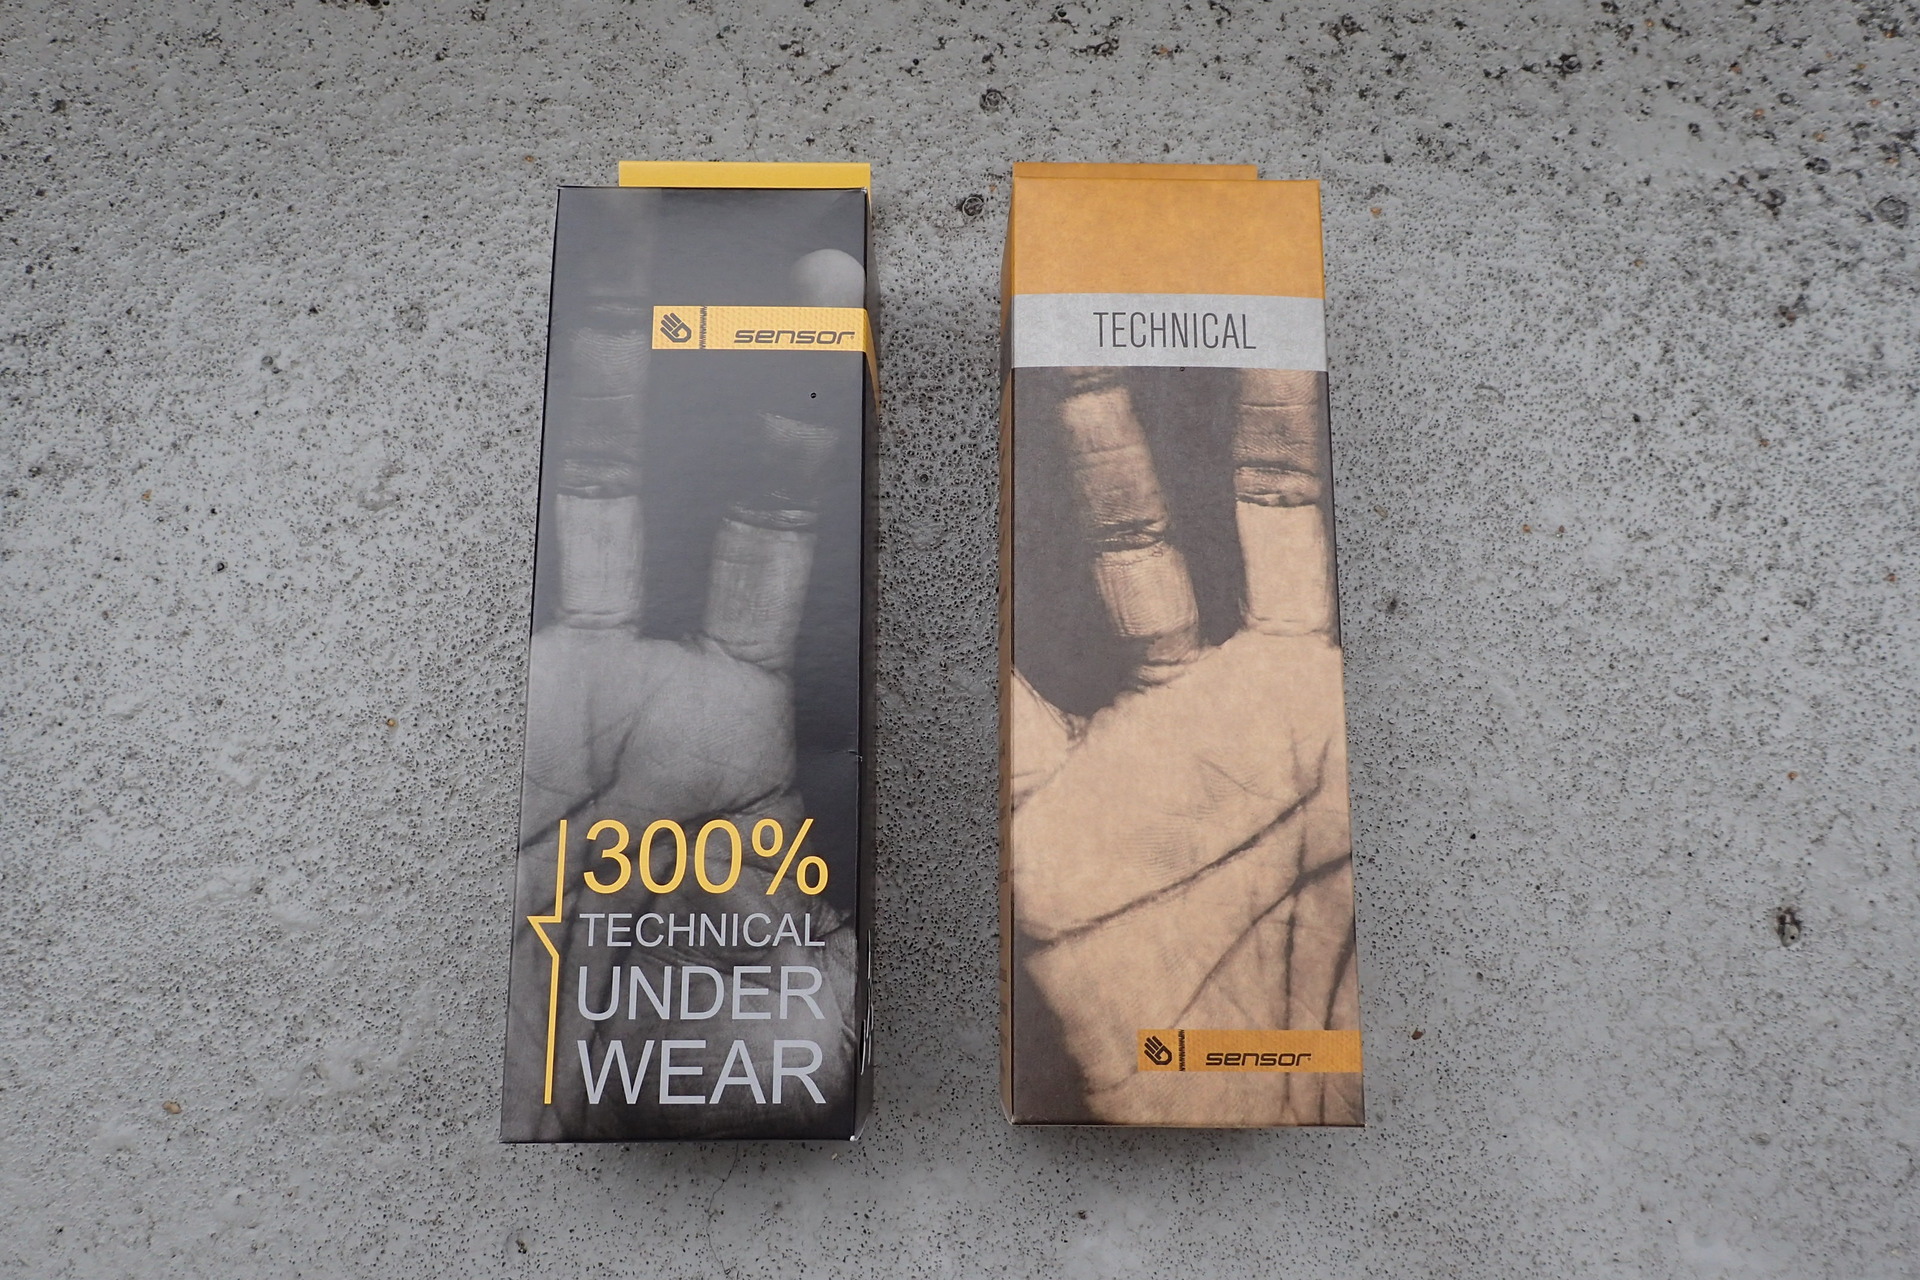 sensor
300%
TECHNICAL
UNDER
WEAR
TECHNICAL
sensor